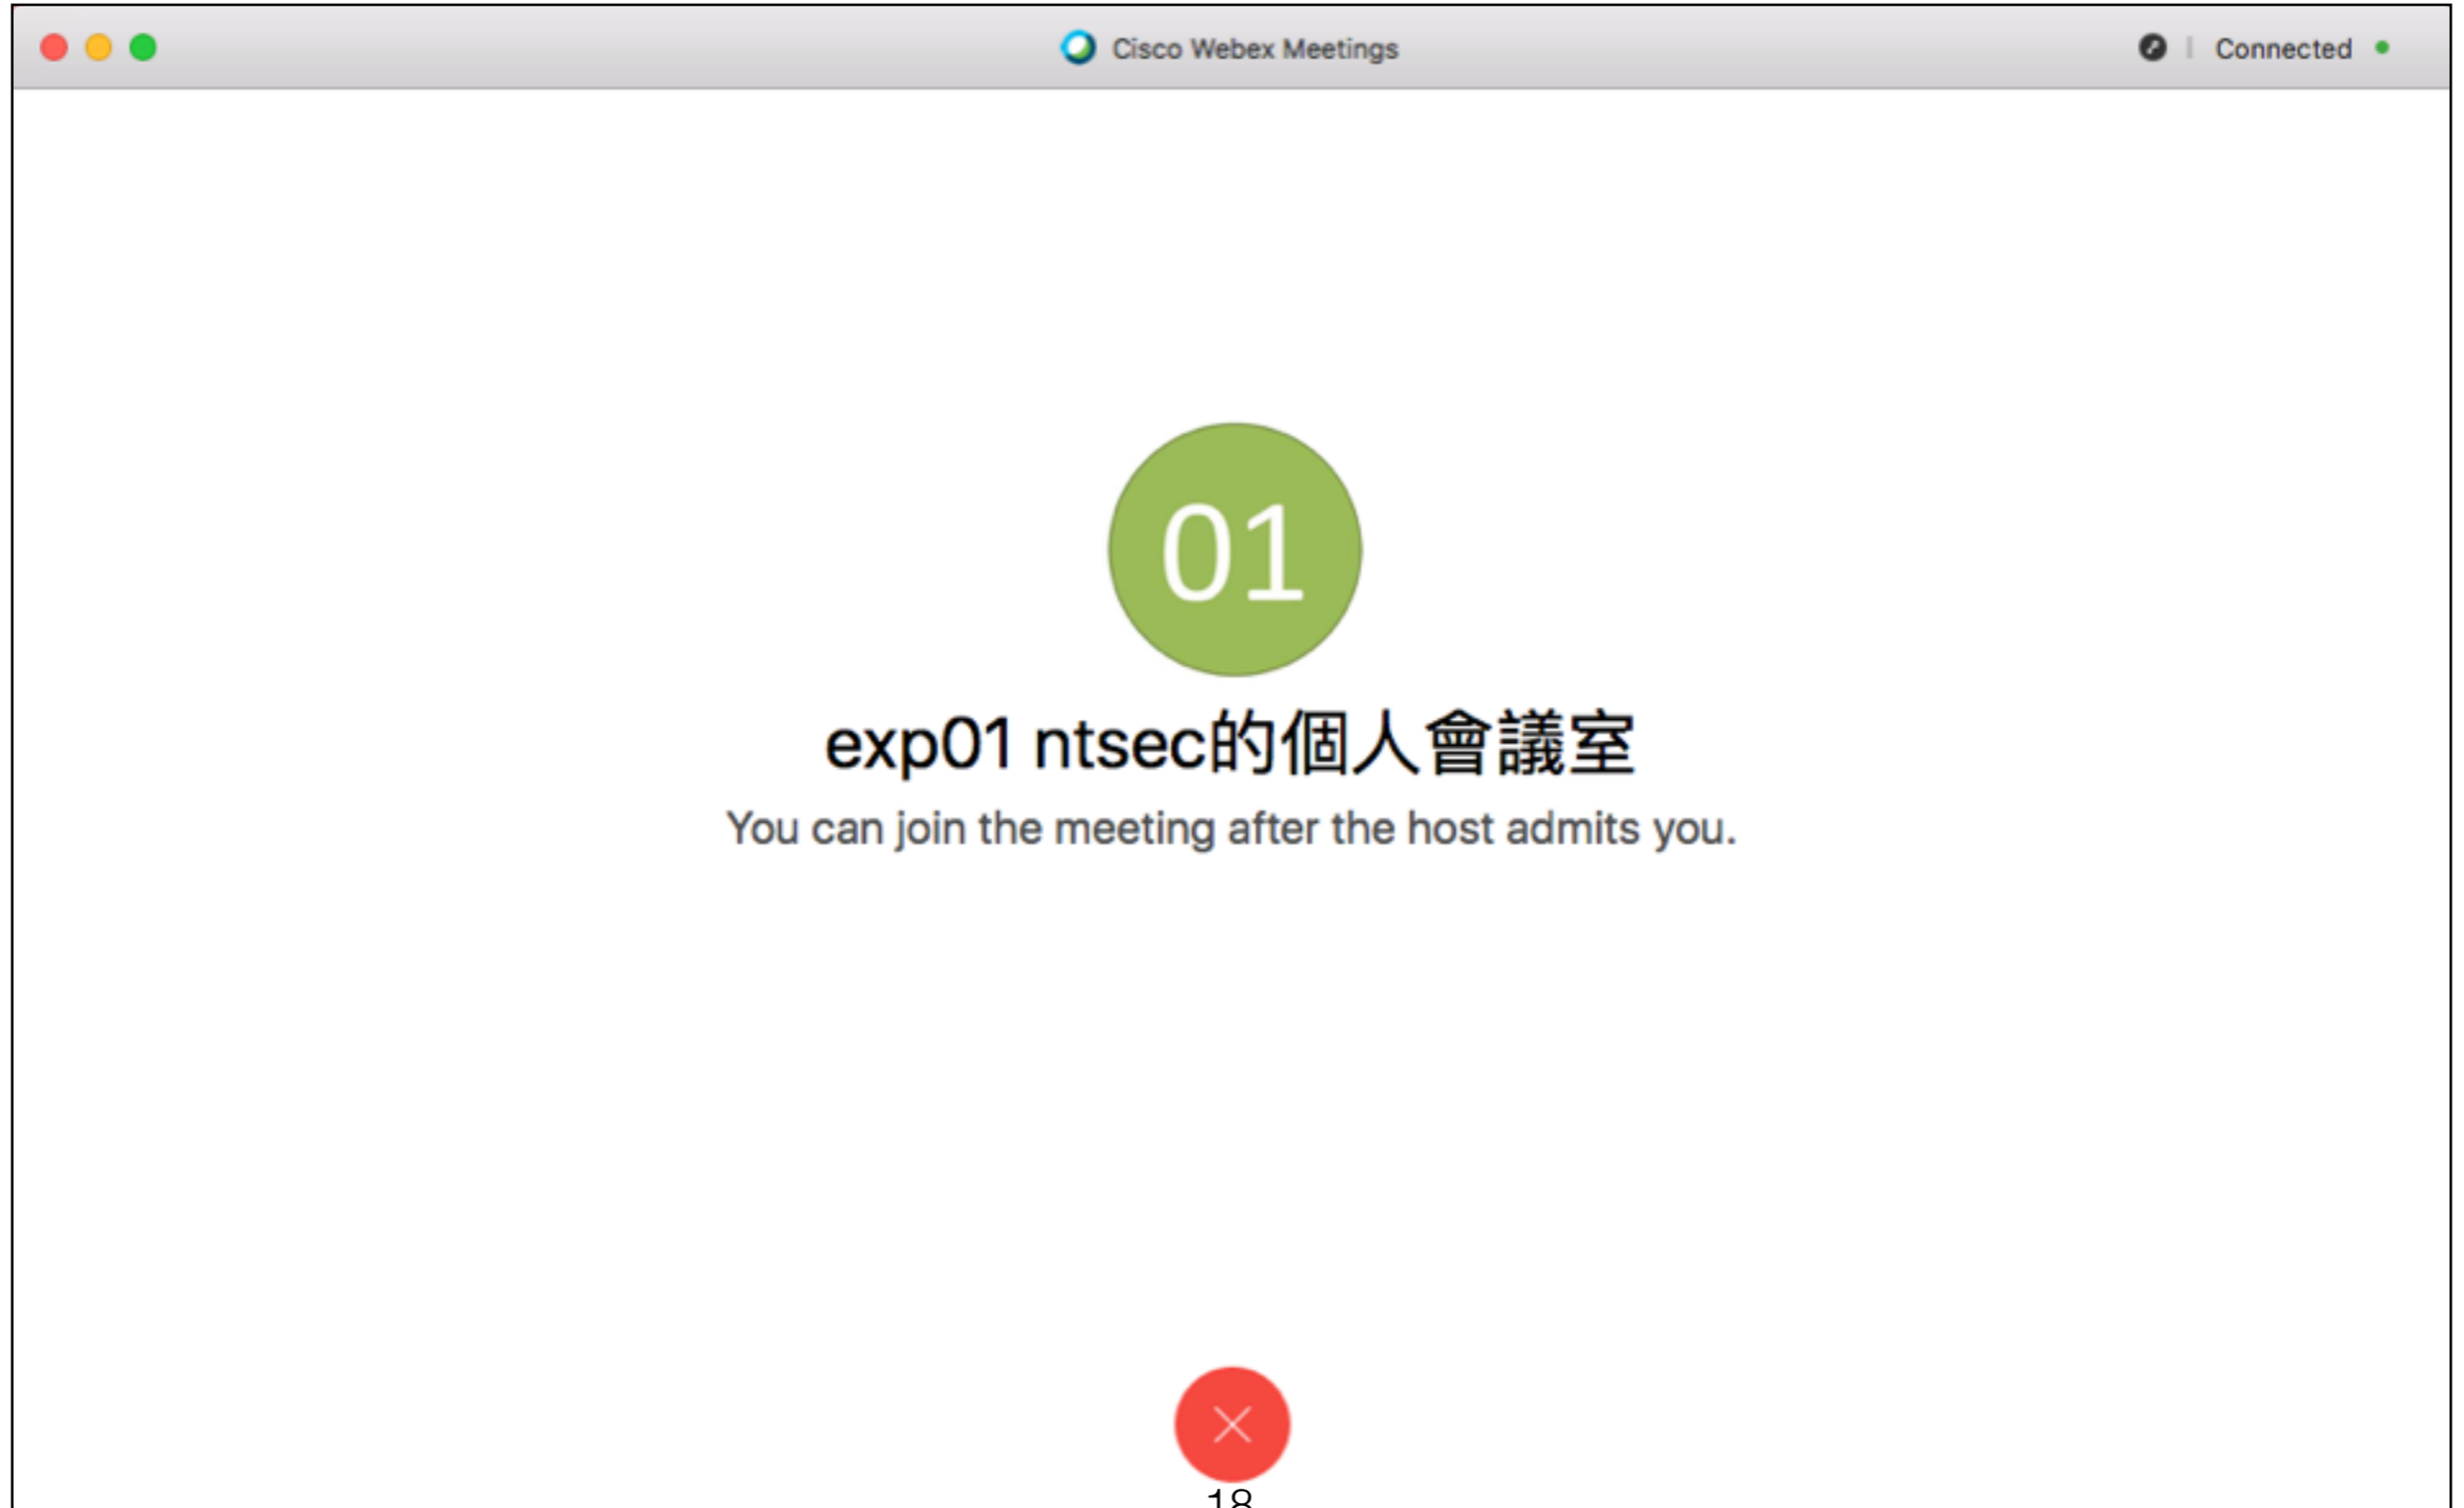 Cisco Webex Meetings
Connected
01
exp01 ntsec的個人會議室
You can join the meeting after the host admits you.
18